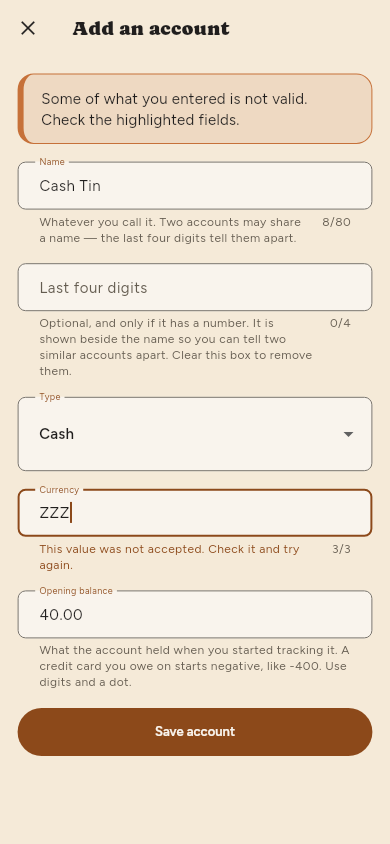 Add an account
Some of what you entered is not valid.
Check the highlighted fields.
Name
Cash Tin
Whatever you call it. Two accounts may share
a name — the last four digits tell them apart.
8/80
Last four digits
Optional, and only if it has a number. It is
shown beside the name so you can tell two
similar accounts apart. Clear this box to remove
them.
0/4
Type
Cash
Currency
ZZZ
This value was not accepted. Check it and try
again.
3/3
Opening balance
40.00
What the account held when you started tracking it. A
credit card you owe on starts negative, like -400. Use
digits and a dot.
Save account